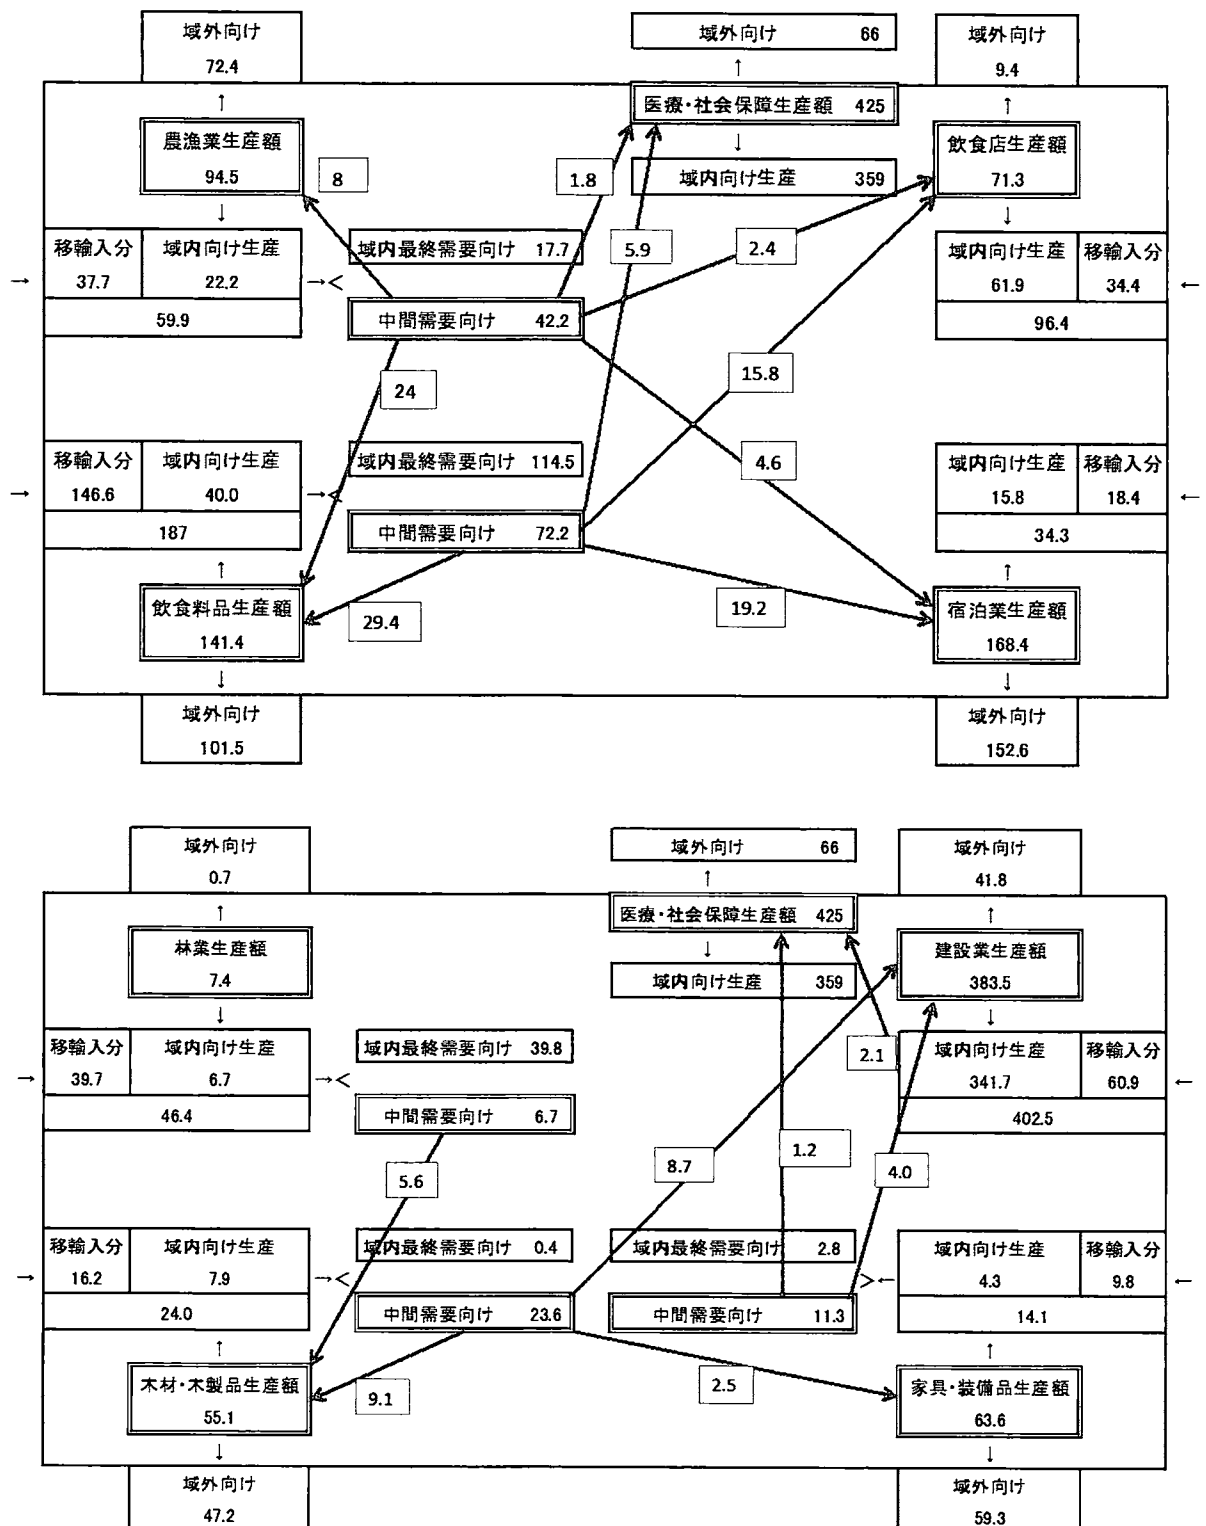 域外向け
72.4
域外向け 66
域外向け
9.4
↑
↑
↑
農漁業生産額
94.5
医療・社会保障生産額 425
飲食店生産額
71.3
8
1.8
↓
↓
域内向け生産 359
↓
移輸入分 域内向け生産
→ 37.7 22.2 →<
59.9
域内最終需要向け 17.7
5.9
2.4
域内向け生産 移輸入分
61.9 34.4 ←
96.4
中間需要向け 42.2
24
15.8
移輸入分 域内向け生産
→ 146.6 40.0 →<
187
域内最終需要向け 114.5
4.6
域内向け生産 移輸入分
15.8 18.4 ←
34.3
中間需要向け 72.2
↑
↑
飲食料品生産額
141.4
29.4
19.2
宿泊業生産額
168.4
↓
↓
域外向け
101.5
域外向け
152.6
域外向け
0.7
域外向け 66
域外向け
41.8
↑
↑
↑
林業生産額
7.4
医療・社会保障生産額 425
建設業生産額
383.5
↓
↓
域内向け生産 359
↓
移輸入分 域内向け生産
→ 39.7 6.7 →<
46.4
域内最終需要向け 39.8
2.1
域内向け生産 移輸入分
341.7 60.9 ←
402.5
中間需要向け 6.7
5.6
8.7
1.2
4.0
移輸入分 域内向け生産
→ 16.2 7.9 →<
24.0
域内最終需要向け 0.4
域内最終需要向け 2.8
域内向け生産 移輸入分
>← 4.3 9.8 ←
14.1
中間需要向け 23.6
中間需要向け 11.3
↑
↑
木材・木製品生産額
55.1
9.1
2.5
家具・装備品生産額
63.6
↓
↓
域外向け
47.2
域外向け
59.3